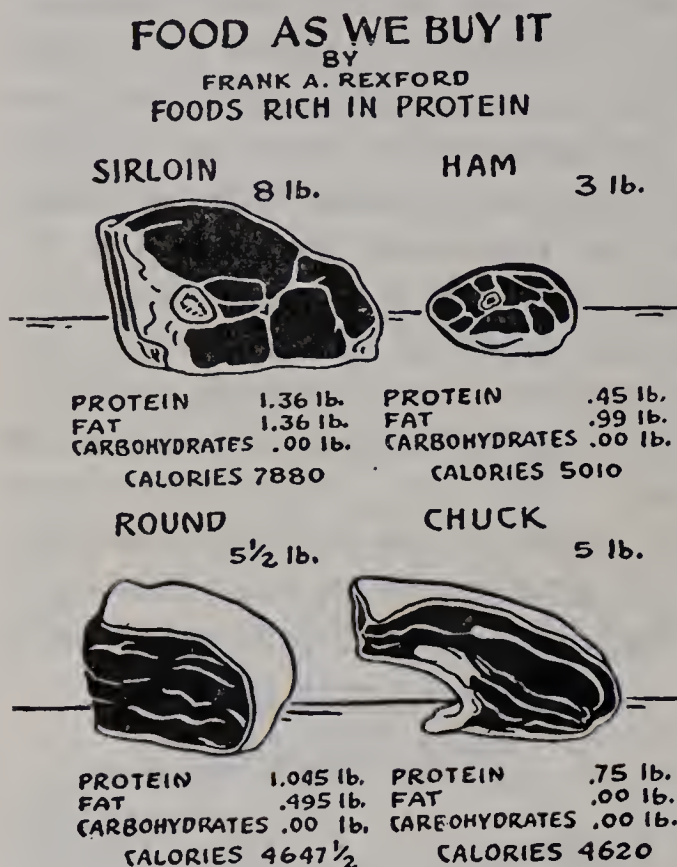 FOOD AS WE BUY IT
BY
FRANK A. REXFORD
FOODS RICH IN PROTEIN
SIRLOIN
8 lb.
PROTEIN 1.36 lb.
FAT 1.36 lb.
CARBOHYDRATES .00 lb.
CALORIES 7880
HAM
3 lb.
PROTEIN .45 lb.
FAT .99 lb.
CARBOHYDRATES .00 lb.
CALORIES 5010
ROUND
5½ lb.
PROTEIN 1.045 lb.
FAT .495 lb.
CARBOHYDRATES .00 lb.
CALORIES 4647½
CHUCK
5 lb.
PROTEIN .75 lb.
FAT .00 lb.
CARBOHYDRATES .00 lb.
CALORIES 4620